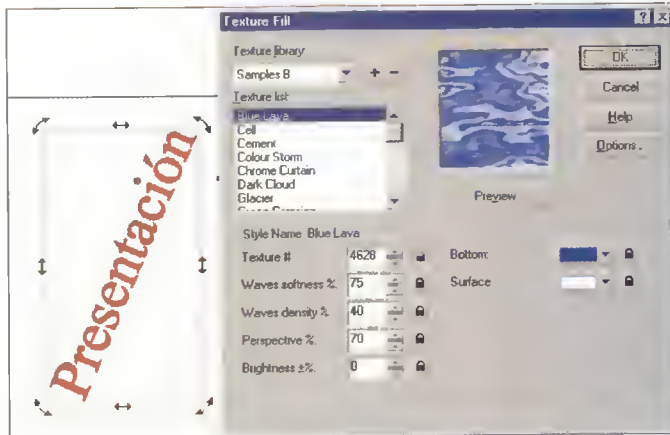 Presentación
Texture Fill
Texture library:
Samples B
Texture list:
Blue Lava
Cell
Cement
Colour Storm
Chrome Curtain
Dark Cloud
Glacier
Preview
OK
Cancel
Help
Options.
Style Name: Blue Lava
Texture #: 4628
Waves softness %: 75
Waves density %: 40
Perspective %: 70
Brightness ±%: 0
Bottom:
Surface